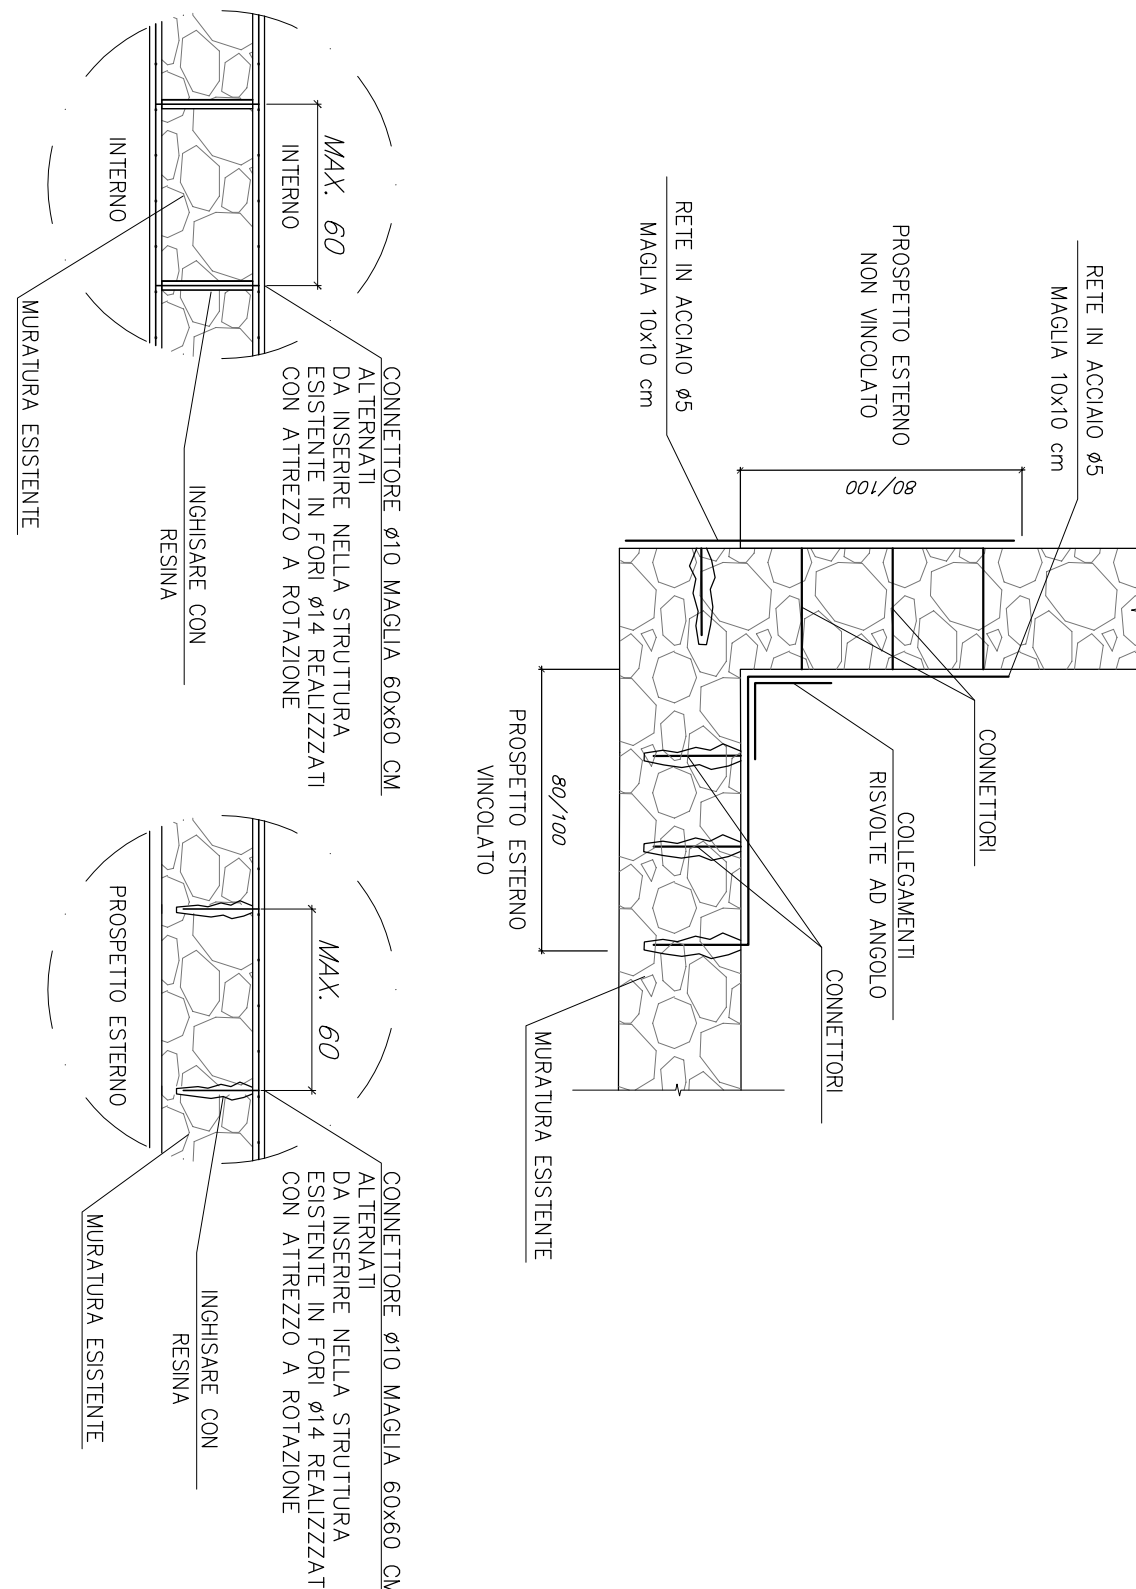 RETE IN ACCIAIO ø5
MAGLIA 10x10 cm
PROSPETTO ESTERNO
NON VINCOLATO
RETE IN ACCIAIO ø5
MAGLIA 10x10 cm
80/100
CONNETTORI
COLLEGAMENTI
RISVOLTE AD ANGOLO
CONNETTORI
80/100
PROSPETTO ESTERNO
VINCOLATO
MURATURA ESISTENTE
MAX. 60
INTERNO
INTERNO
CONNETTORE ø10 MAGLIA 60x60 CM
ALTERNATI
DA INSERIRE NELLA STRUTTURA
ESISTENTE IN FORI ø14 REALIZZZATI
CON ATTREZZO A ROTAZIONE
INGHISARE CON
RESINA
MURATURA ESISTENTE
MAX. 60
PROSPETTO ESTERNO
CONNETTORE ø10 MAGLIA 60x60 CM
ALTERNATI
DA INSERIRE NELLA STRUTTURA
ESISTENTE IN FORI ø14 REALIZZZAT
CON ATTREZZO A ROTAZIONE
INGHISARE CON
RESINA
MURATURA ESISTENTE